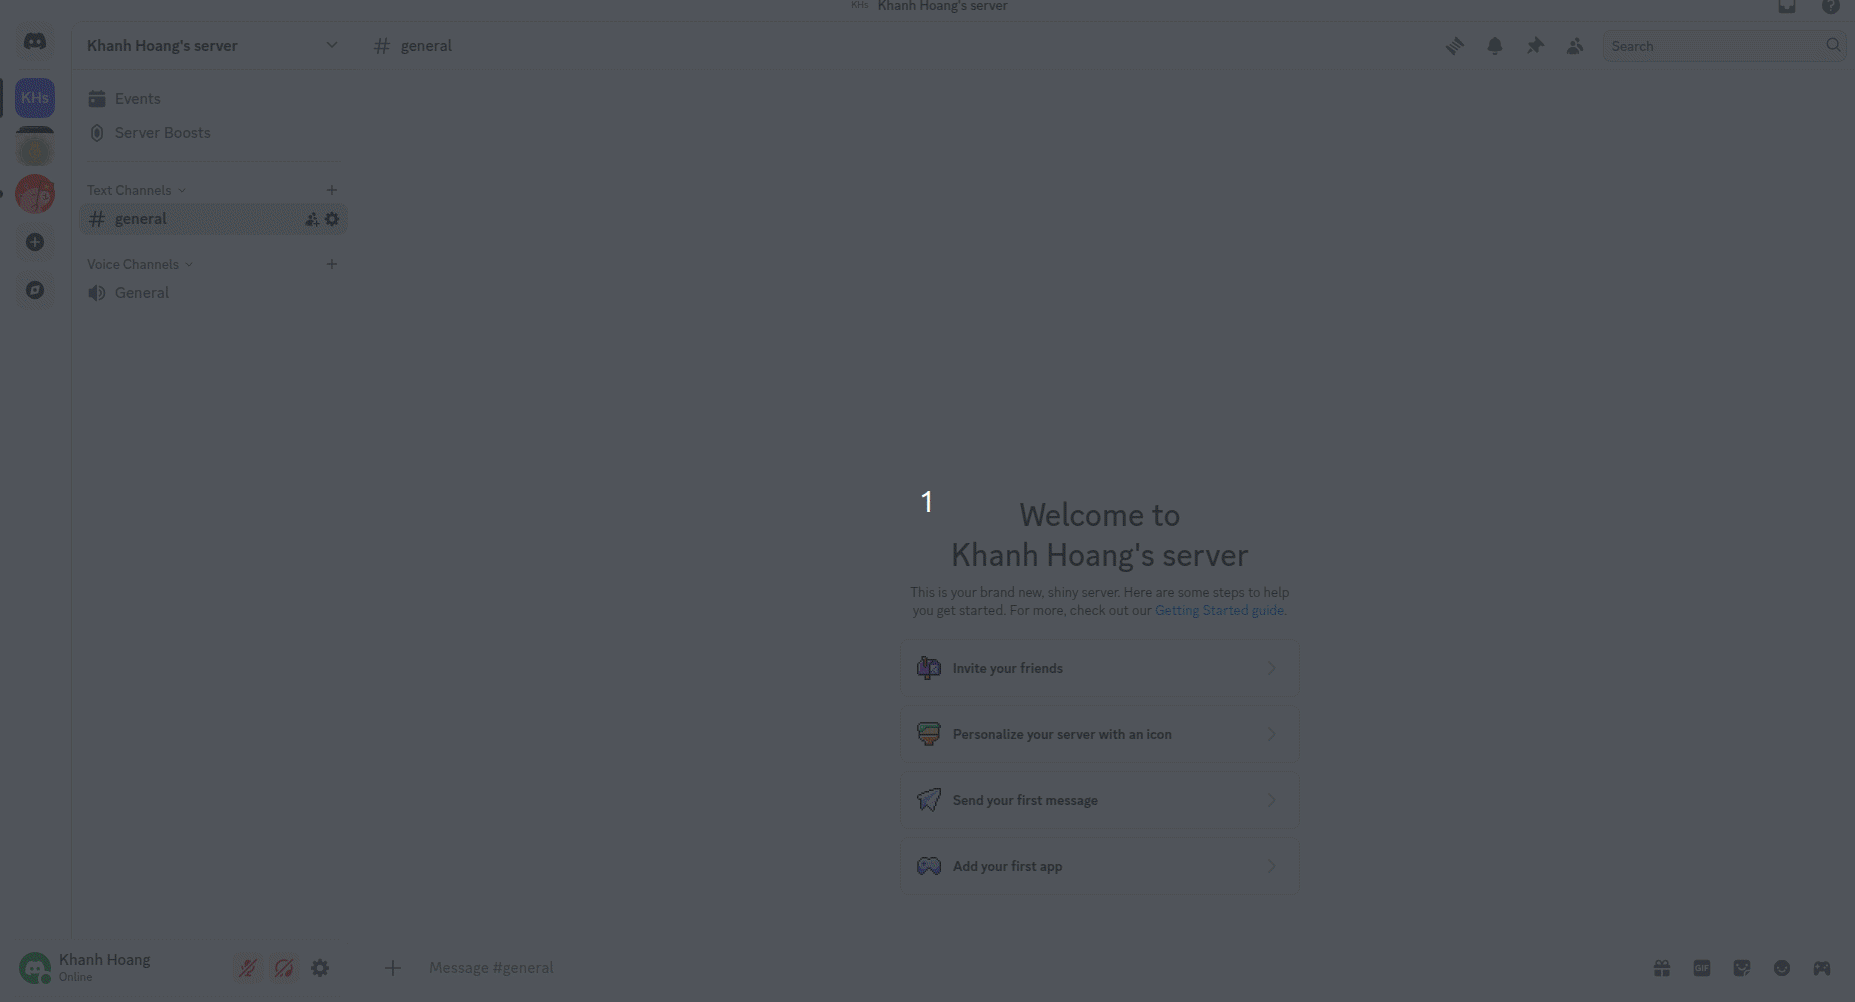 KHs Khanh Hoang's server
Khanh Hoang's server
# general
Search
KHs
Events
Server Boosts
Text Channels
# general
Voice Channels
General
1
Welcome to
Khanh Hoang's server
This is your brand new, shiny server. Here are some steps to help
you get started. For more, check out our Getting Started guide.
Invite your friends
Personalize your server with an icon
Send your first message
Add your first app
Khanh Hoang
Online
Message #general
GIF